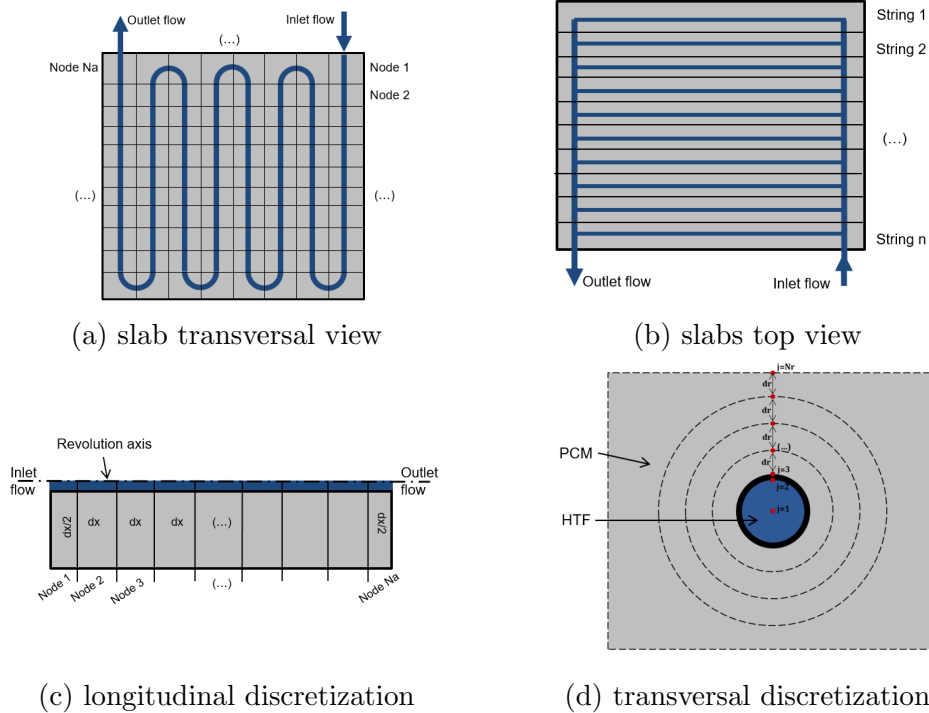 Outlet flow
Inlet flow
(...)
Node Na
Node 1
Node 2
(...)
(...)
(a) slab transversal view
String 1
String 2
(...)
String n
Outlet flow
Inlet flow
(b) slabs top view
Revolution axis
Inlet
flow
Outlet
flow
dx/2
dx
dx
dx
(...)
dx/2
Node 1
Node 2
Node 3
(...)
Node Na
(c) longitudinal discretization
j=Nr
dr
dr
dr
(...)
dr
j=3
j=2
j=1
PCM
HTF
(d) transversal discretization